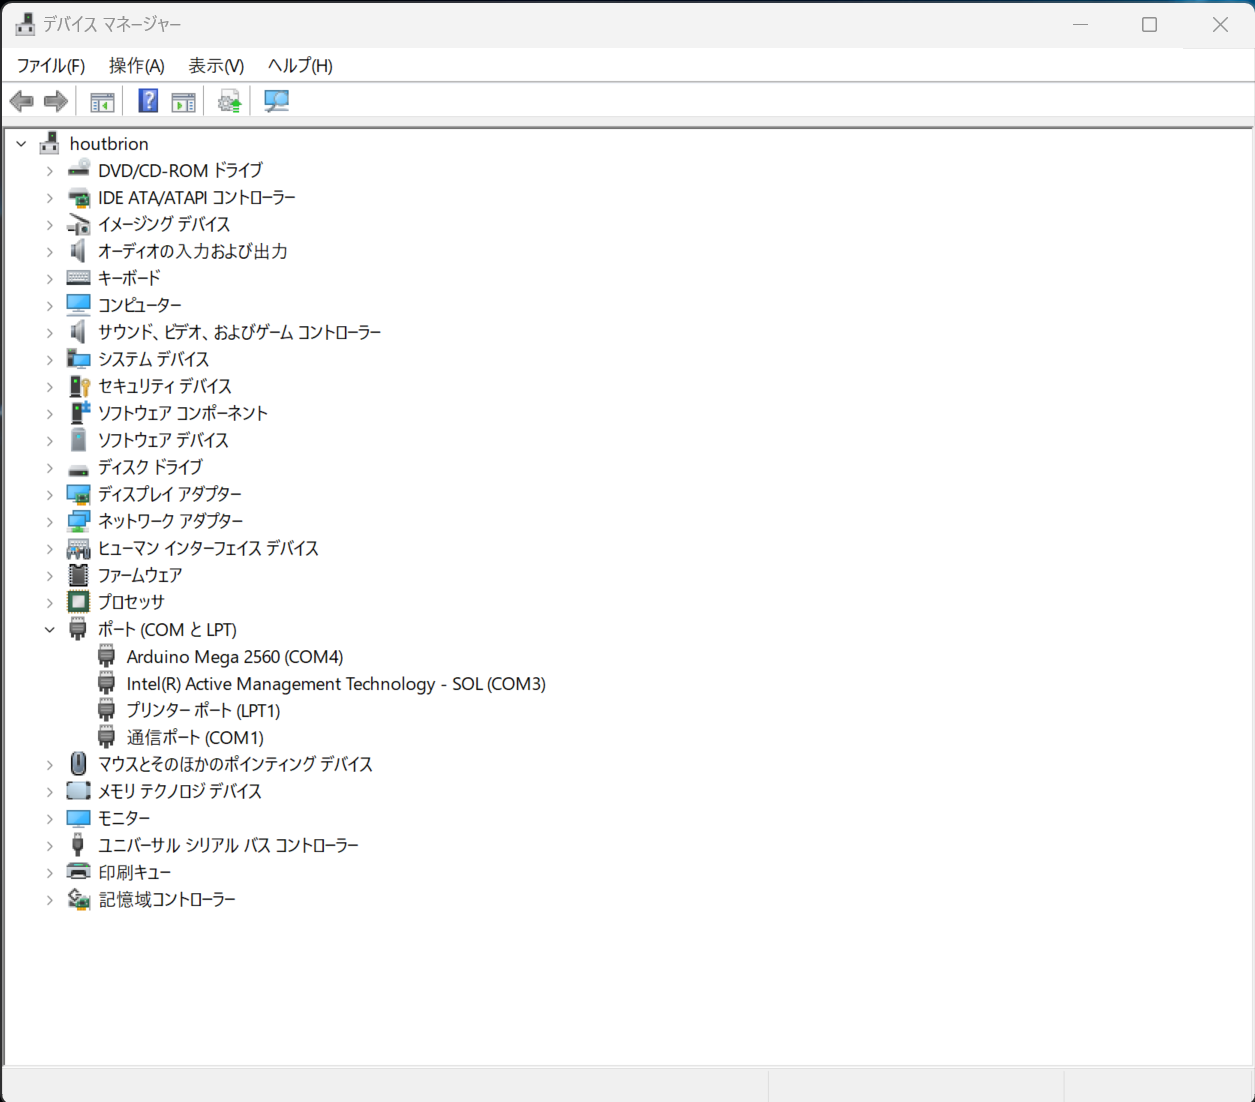 デバイス マネージャー
ファイル(F) 操作(A) 表示(V) ヘルプ(H)
houtbrion
DVD/CD-ROM ドライブ
IDE ATA/ATAPI コントローラー
イメージング デバイス
オーディオの入力および出力
キーボード
コンピューター
サウンド、ビデオ、およびゲーム コントローラー
システム デバイス
セキュリティ デバイス
ソフトウェア コンポーネント
ソフトウェア デバイス
ディスク ドライブ
ディスプレイ アダプター
ネットワーク アダプター
ヒューマン インターフェイス デバイス
ファームウェア
プロセッサ
ポート (COM と LPT)
Arduino Mega 2560 (COM4)
Intel(R) Active Management Technology - SOL (COM3)
プリンター ポート (LPT1)
通信ポート (COM1)
マウスとそのほかのポインティング デバイス
メモリ テクノロジ デバイス
モニター
ユニバーサル シリアル バス コントローラー
印刷キュー
記憶域コントローラー